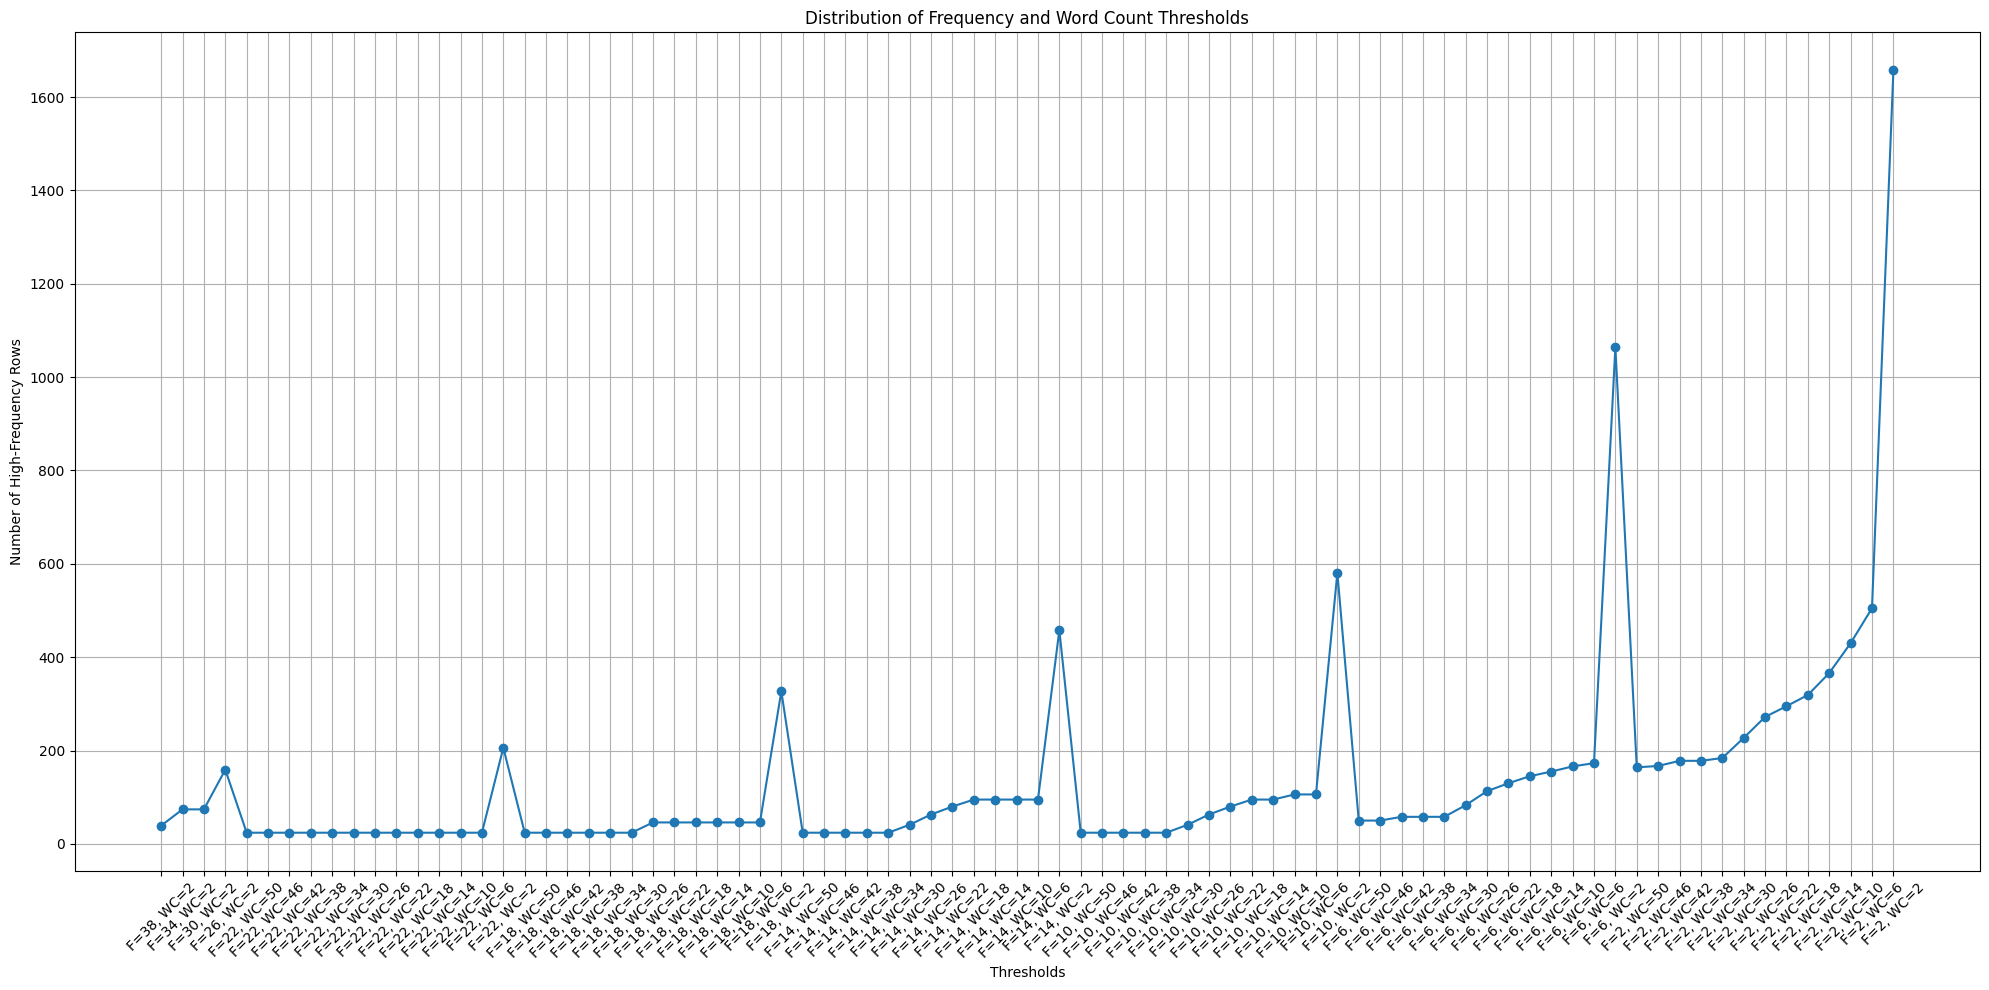 Distribution of Frequency and Word Count Thresholds
Number of High-Frequency Rows
1600
1400
1200
1000
800
600
400
200
0
F=38, WC=2
F=34, WC=2
F=30, WC=2
F=26, WC=2
F=22, WC=50
F=22, WC=46
F=22, WC=42
F=22, WC=38
F=22, WC=34
F=22, WC=30
F=22, WC=26
F=22, WC=22
F=22, WC=18
F=22, WC=14
F=22, WC=10
F=22, WC=6
F=22, WC=2
F=18, WC=50
F=18, WC=46
F=18, WC=42
F=18, WC=38
F=18, WC=34
F=18, WC=30
F=18, WC=26
F=18, WC=22
F=18, WC=18
F=18, WC=14
F=18, WC=10
F=18, WC=6
F=18, WC=2
F=14, WC=50
F=14, WC=46
F=14, WC=42
F=14, WC=38
F=14, WC=34
F=14, WC=30
F=14, WC=26
F=14, WC=22
F=14, WC=18
F=14, WC=14
F=14, WC=10
F=14, WC=6
F=14, WC=2
F=10, WC=50
F=10, WC=46
F=10, WC=42
F=10, WC=38
F=10, WC=34
F=10, WC=30
F=10, WC=26
F=10, WC=22
F=10, WC=18
F=10, WC=14
F=10, WC=10
F=10, WC=6
F=10, WC=2
F=6, WC=50
F=6, WC=46
F=6, WC=42
F=6, WC=38
F=6, WC=34
F=6, WC=30
F=6, WC=26
F=6, WC=22
F=6, WC=18
F=6, WC=14
F=6, WC=10
F=6, WC=6
F=6, WC=2
F=2, WC=50
F=2, WC=46
F=2, WC=42
F=2, WC=38
F=2, WC=34
F=2, WC=30
F=2, WC=26
F=2, WC=22
F=2, WC=18
F=2, WC=14
F=2, WC=10
F=2, WC=6
F=2, WC=2
Thresholds